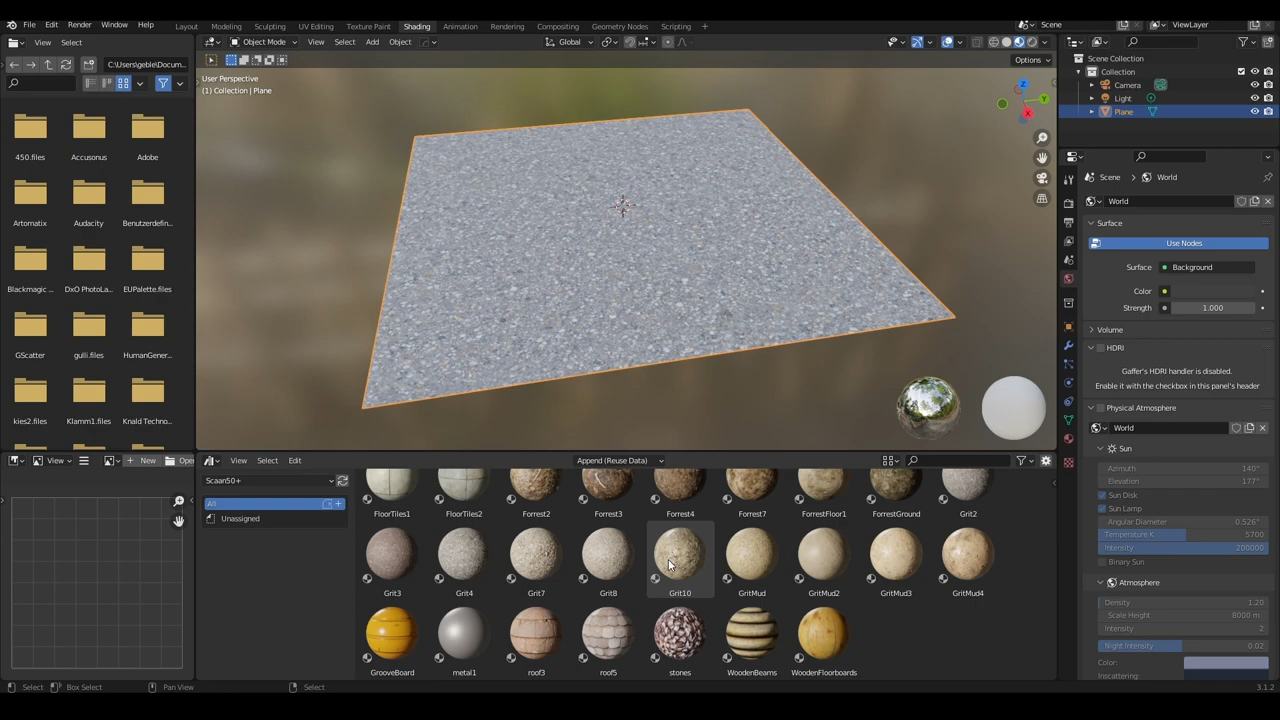 File Edit Render Window Help Layout Modeling Sculpting UV Editing Texture Paint Shading Animation Rendering Compositing Geometry Nodes Scripting + Scene ViewLayer
View Select Object Mode View Select Add Object Global
C:\Users\geble\Docum...
Options
User Perspective
(1) Collection | Plane
Scene Collection
Collection
Camera
Light
Plane
450.files Accusonus Adobe
Artomatix Audacity Benutzerdefin...
Blackmagic ... DxO PhotoLa... EUPalette.files
GScatter gulli.files HumanGener...
kies2.files Klamm1.files Knald Techno...
Z
Y
X
Scene World
World
Surface
Use Nodes
Surface Background
Color
Strength 1.000
Volume
HDRI
Gaffer's HDRI handler is disabled.
Enable it with the checkbox in this panel's header
Physical Atmosphere
World
Sun
Azimuth 140°
Elevation 177°
Sun Disk
Sun Lamp
Angular Diameter 0.526°
Temperature K 5700
Intensity 200000
Binary Sun
Atmosphere
Density 1.20
Scale Height 8000 m
Intensity 2
Night Intensity 0.02
Color:
Inscattering:
View + New Open
View Select Edit Append (Reuse Data)
Scaan50+
All
Unassigned
FloorTiles1 FloorTiles2 Forrest2 Forrest3 Forrest4 Forrest7 ForrestFloor1 ForrestGround Grit2
Grit3 Grit4 Grit7 Grit8 Grit10 GritMud GritMud2 GritMud3 GritMud4
GrooveBoard metal1 roof3 roof5 stones WoodenBeams WoodenFloorboards
Select Box Select Pan View Select 3.1.2